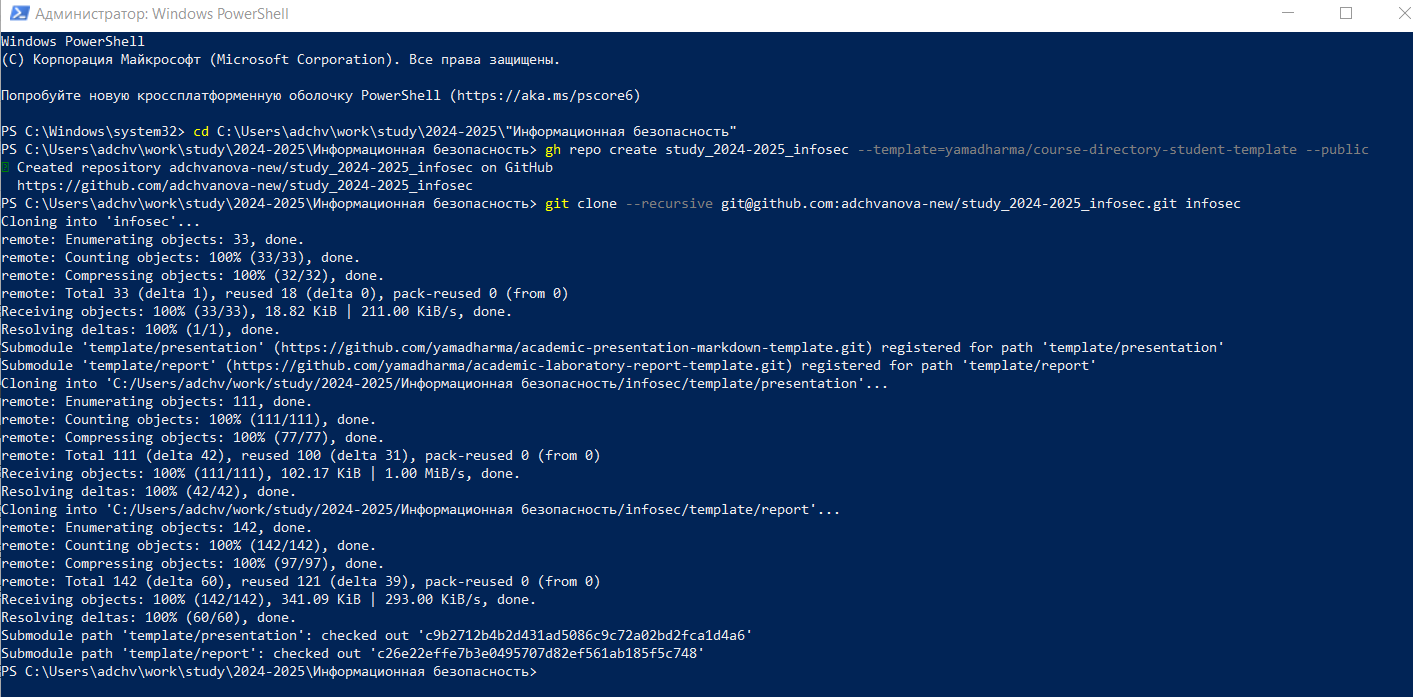 Администратор: Windows PowerShell
Windows PowerShell
(C) Корпорация Майкрософт (Microsoft Corporation). Все права защищены.
Попробуйте новую кроссплатформенную оболочку PowerShell (https://aka.ms/pscore6)
PS C:\Windows\system32> cd C:\Users\adchv\work\study\2024-2025\"Информационная безопасность"
PS C:\Users\adchv\work\study\2024-2025\Информационная безопасность> gh repo create study_2024-2025_infosec --template=yamadharma/course-directory-student-template --public
Created repository adchvanova-new/study_2024-2025_infosec on GitHub
https://github.com/adchvanova-new/study_2024-2025_infosec
PS C:\Users\adchv\work\study\2024-2025\Информационная безопасность> git clone --recursive git@github.com:adchvanova-new/study_2024-2025_infosec.git infosec
Cloning into 'infosec'...
remote: Enumerating objects: 33, done.
remote: Counting objects: 100% (33/33), done.
remote: Compressing objects: 100% (32/32), done.
remote: Total 33 (delta 1), reused 18 (delta 0), pack-reused 0 (from 0)
Receiving objects: 100% (33/33), 18.82 KiB | 211.00 KiB/s, done.
Resolving deltas: 100% (1/1), done.
Submodule 'template/presentation' (https://github.com/yamadharma/academic-presentation-markdown-template.git) registered for path 'template/presentation'
Submodule 'template/report' (https://github.com/yamadharma/academic-laboratory-report-template.git) registered for path 'template/report'
Cloning into 'C:/Users/adchv/work/study/2024-2025/Информационная безопасность/infosec/template/presentation'...
remote: Enumerating objects: 111, done.
remote: Counting objects: 100% (111/111), done.
remote: Compressing objects: 100% (77/77), done.
remote: Total 111 (delta 42), reused 100 (delta 31), pack-reused 0 (from 0)
Receiving objects: 100% (111/111), 102.17 KiB | 1.00 MiB/s, done.
Resolving deltas: 100% (42/42), done.
Cloning into 'C:/Users/adchv/work/study/2024-2025/Информационная безопасность/infosec/template/report'...
remote: Enumerating objects: 142, done.
remote: Counting objects: 100% (142/142), done.
remote: Compressing objects: 100% (97/97), done.
remote: Total 142 (delta 60), reused 121 (delta 39), pack-reused 0 (from 0)
Receiving objects: 100% (142/142), 341.09 KiB | 293.00 KiB/s, done.
Resolving deltas: 100% (60/60), done.
Submodule path 'template/presentation': checked out 'c9b2712b4b2d431ad5086c9c72a02bd2fca1d4a6'
Submodule path 'template/report': checked out 'c26e22effe7b3e0495707d82ef561ab185f5c748'
PS C:\Users\adchv\work\study\2024-2025\Информационная безопасность>